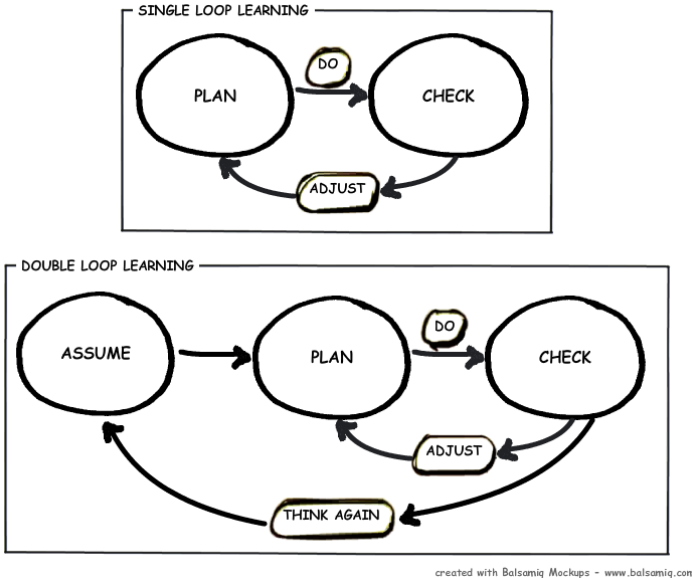 SINGLE LOOP LEARNING
DO
PLAN
CHECK
ADJUST
DOUBLE LOOP LEARNING
DO
ASSUME
PLAN
CHECK
ADJUST
THINK AGAIN
created with Balsamiq Mockups - www.balsamiq.com